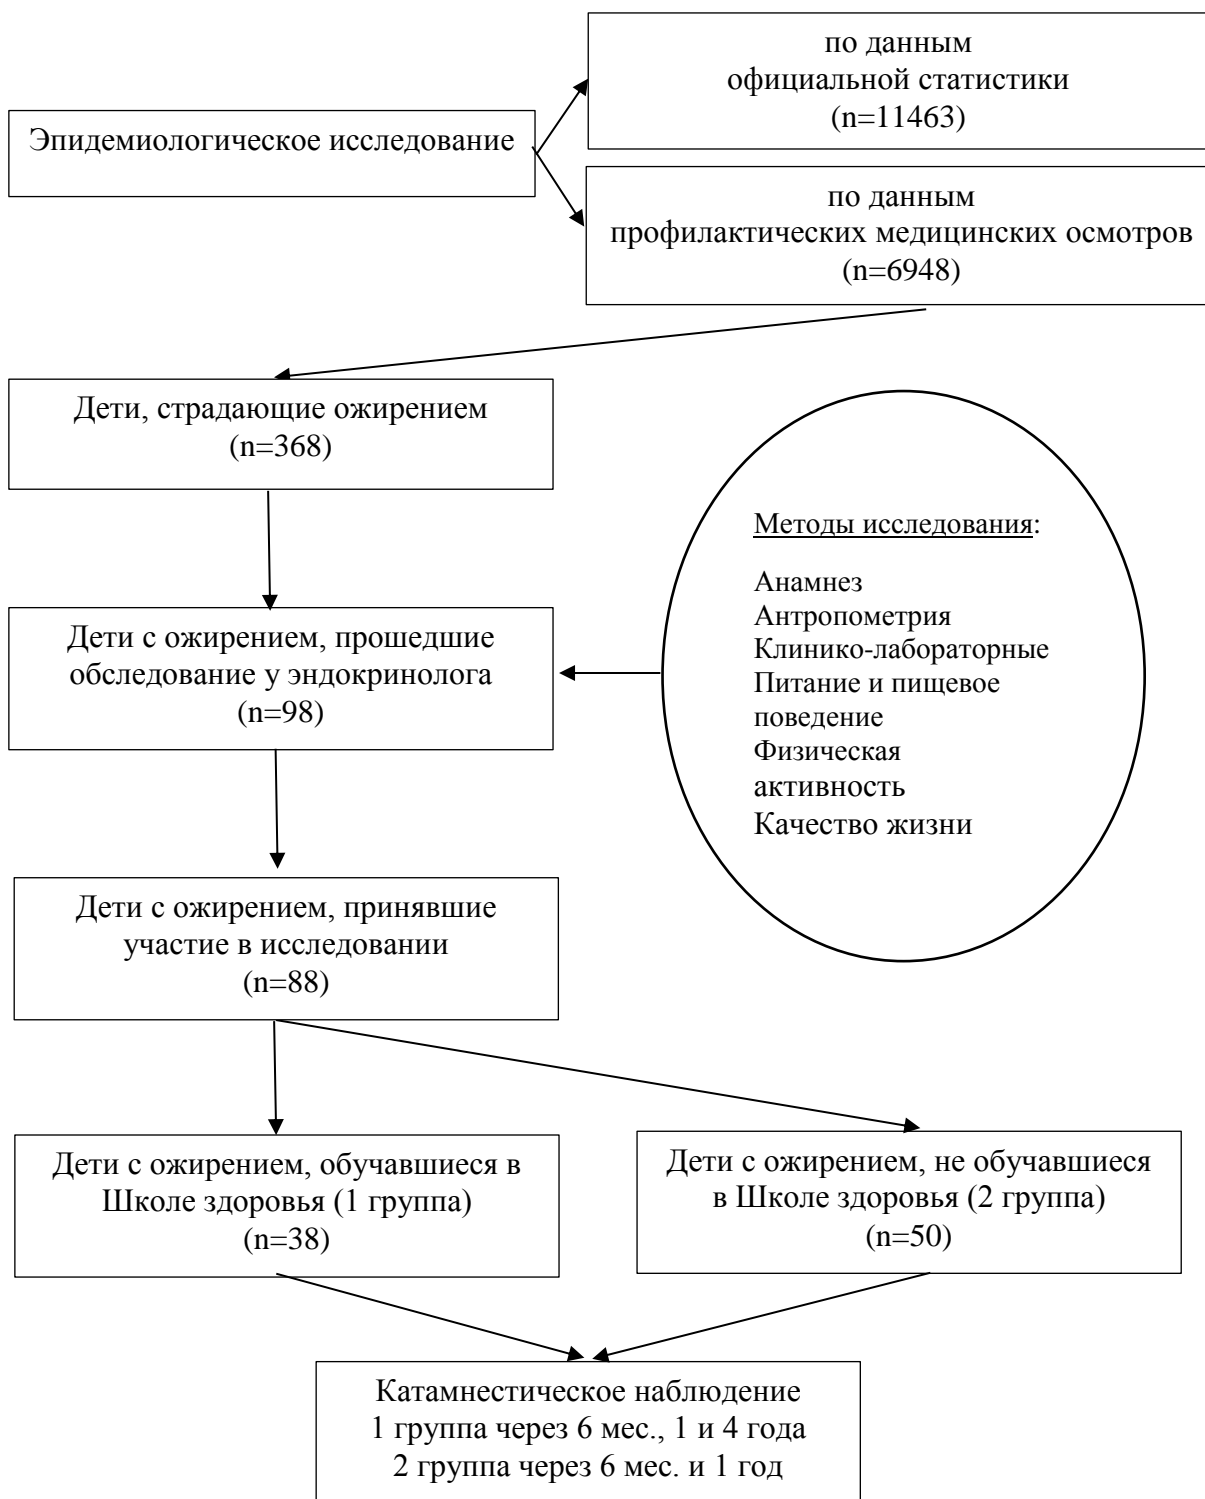 по данным
официальной статистики
(n=11463)
Эпидемиологическое исследование
по данным
профилактических медицинских осмотров
(n=6948)
Дети, страдающие ожирением
(n=368)
Методы исследования:
Анамнез
Антропометрия
Клинико-лабораторные
Питание и пищевое
поведение
Физическая
активность
Качество жизни
Дети с ожирением, прошедшие
обследование у эндокринолога
(n=98)
Дети с ожирением, принявшие
участие в исследовании
(n=88)
Дети с ожирением, обучавшиеся в
Школе здоровья (1 группа)
(n=38)
Дети с ожирением, не обучавшиеся
в Школе здоровья (2 группа)
(n=50)
Катамнестическое наблюдение
1 группа через 6 мес., 1 и 4 года
2 группа через 6 мес. и 1 год